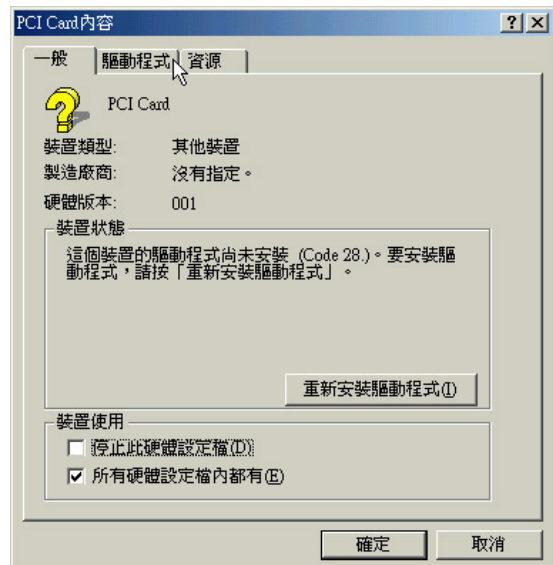 PCI Card內容
一般 驅動程式 資源
PCI Card
裝置類型: 其他裝置
製造廠商: 沒有指定。
硬體版本: 001
裝置狀態
這個裝置的驅動程式尚未安裝 (Code 28.)。要安裝驅
動程式，請按「重新安裝驅動程式」。
重新安裝驅動程式(I)
裝置使用
停止此硬體設定檔(D)
所有硬體設定檔內都有(E)
確定 取消